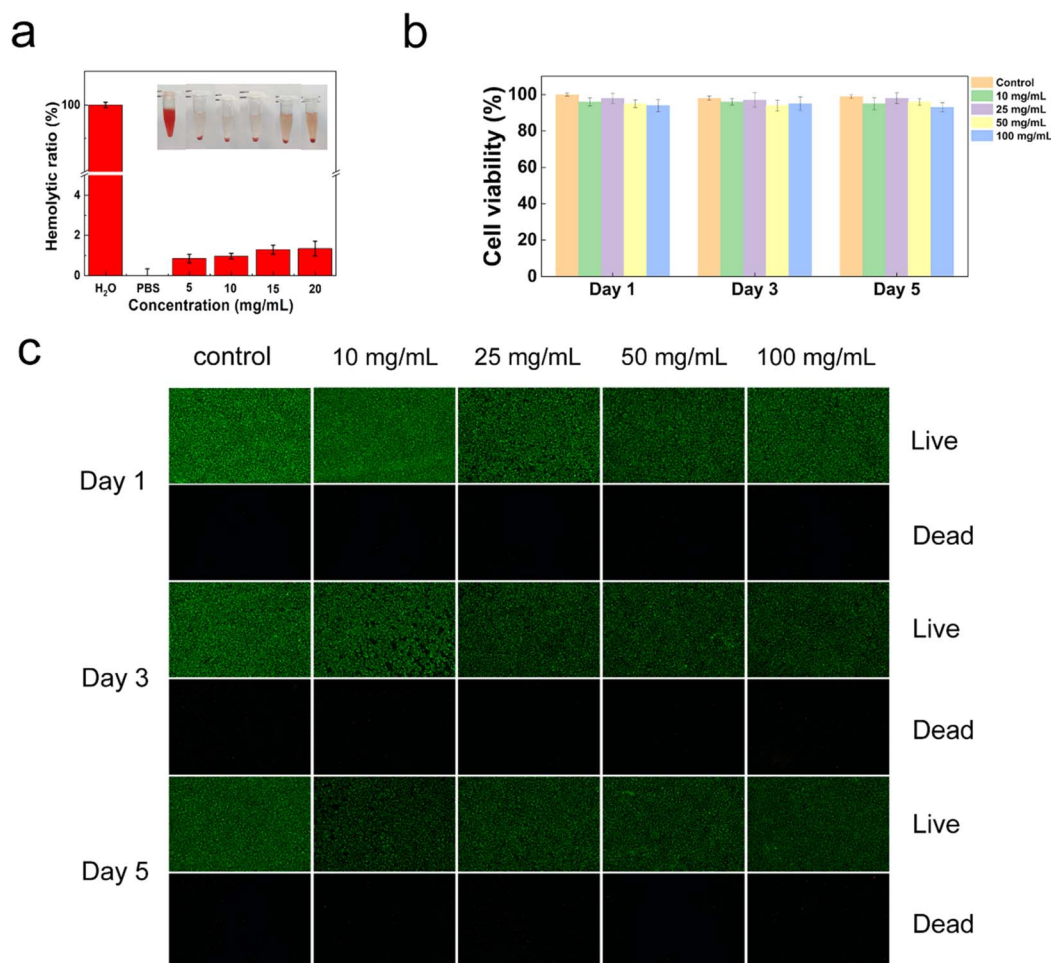 a
Hemolytic ratio (%)
100
4
2
0
H₂O PBS 5 10 15 20
Concentration (mg/mL)
b
Cell viability (%)
100
80
60
40
20
0
Day 1 Day 3 Day 5
Control
10 mg/mL
25 mg/mL
50 mg/mL
100 mg/mL
c
control 10 mg/mL 25 mg/mL 50 mg/mL 100 mg/mL
Day 1
Live
Dead
Day 3
Live
Dead
Day 5
Live
Dead